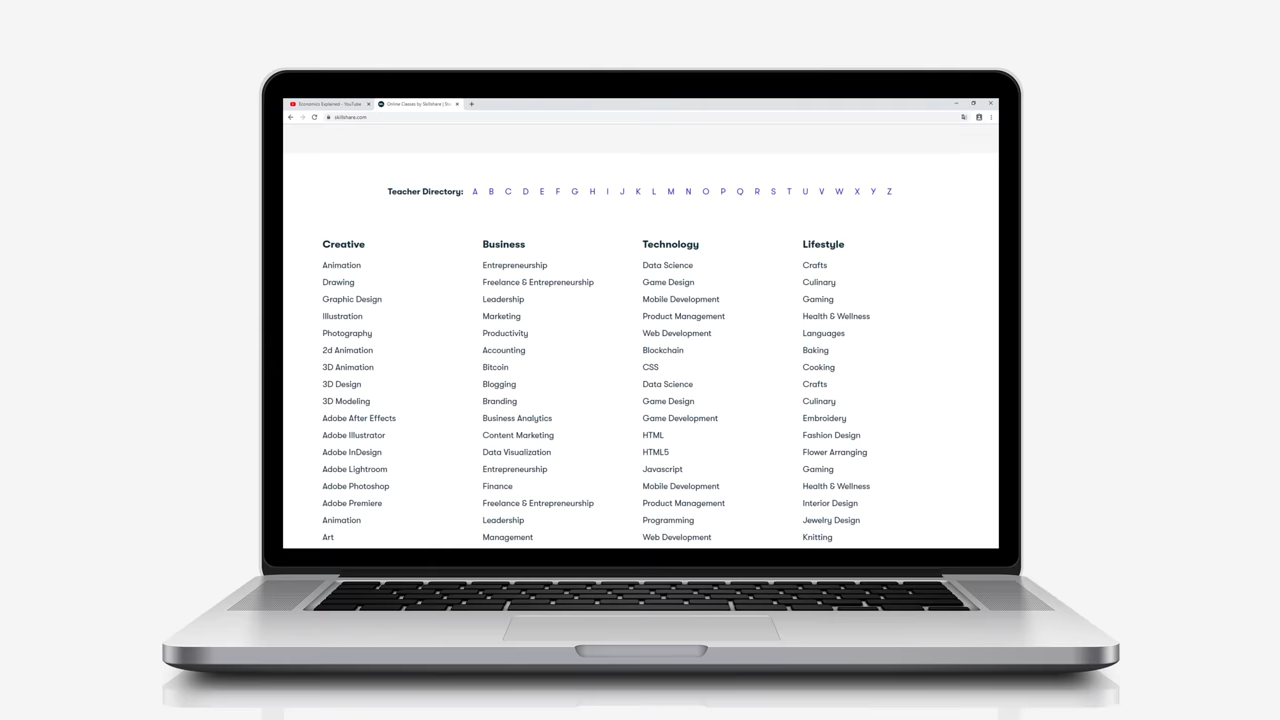 Economics Explained - YouTube
Online Classes by Skillshare | Sta
skillshare.com
Teacher Directory: A B C D E F G H I J K L M N O P Q R S T U V W X Y Z
Creative Business Technology Lifestyle
Animation Entrepreneurship Data Science Crafts
Drawing Freelance & Entrepreneurship Game Design Culinary
Graphic Design Leadership Mobile Development Gaming
Illustration Marketing Product Management Health & Wellness
Photography Productivity Web Development Languages
2d Animation Accounting Blockchain Baking
3D Animation Bitcoin CSS Cooking
3D Design Blogging Data Science Crafts
3D Modeling Branding Game Design Culinary
Adobe After Effects Business Analytics Game Development Embroidery
Adobe Illustrator Content Marketing HTML Fashion Design
Adobe InDesign Data Visualization HTML5 Flower Arranging
Adobe Lightroom Entrepreneurship Javascript Gaming
Adobe Photoshop Finance Mobile Development Health & Wellness
Adobe Premiere Freelance & Entrepreneurship Product Management Interior Design
Animation Leadership Programming Jewelry Design
Art Management Web Development Knitting